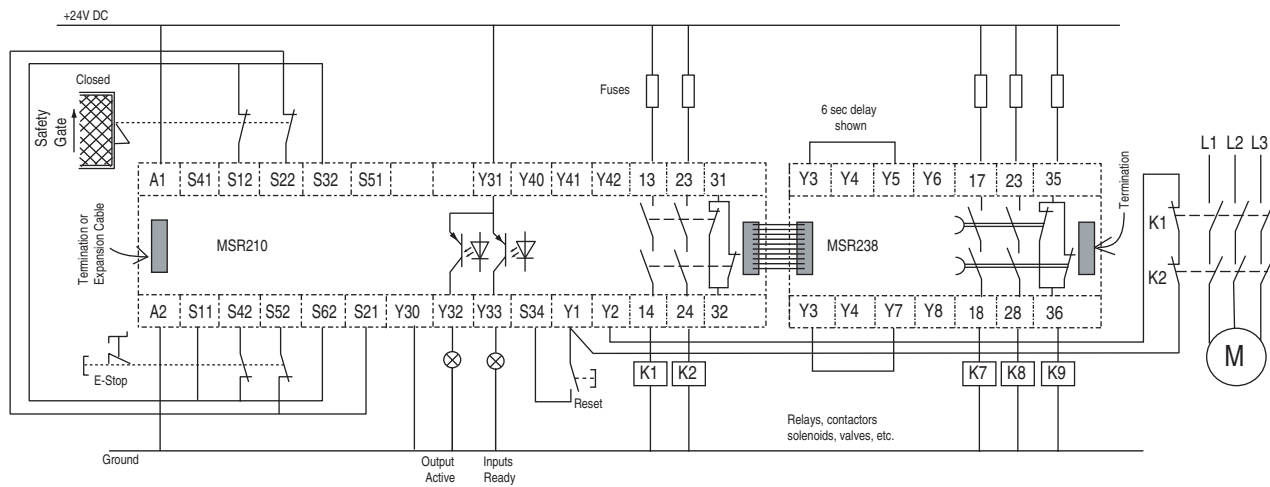 +24V DC
Closed
Safety
Gate
Fuses
6 sec delay
shown
L1 L2 L3
A1 S41 S12 S22 S32 S51 Y31 Y40 Y41 Y42 13 23 31
Y3 Y4 Y5 Y6 17 23 35
Termination
K1
K2
Termination or
Expansion Cable
MSR210
MSR238
A2 S11 S42 S52 S62 S21 Y30 Y32 Y33 S34 Y1 Y2 14 24 32
Y3 Y4 Y7 Y8 18 28 36
M
E-Stop
Reset
K1 K2
K7 K8 K9
Relays, contactors
solenoids, valves, etc.
Ground
Output
Active
Inputs
Ready